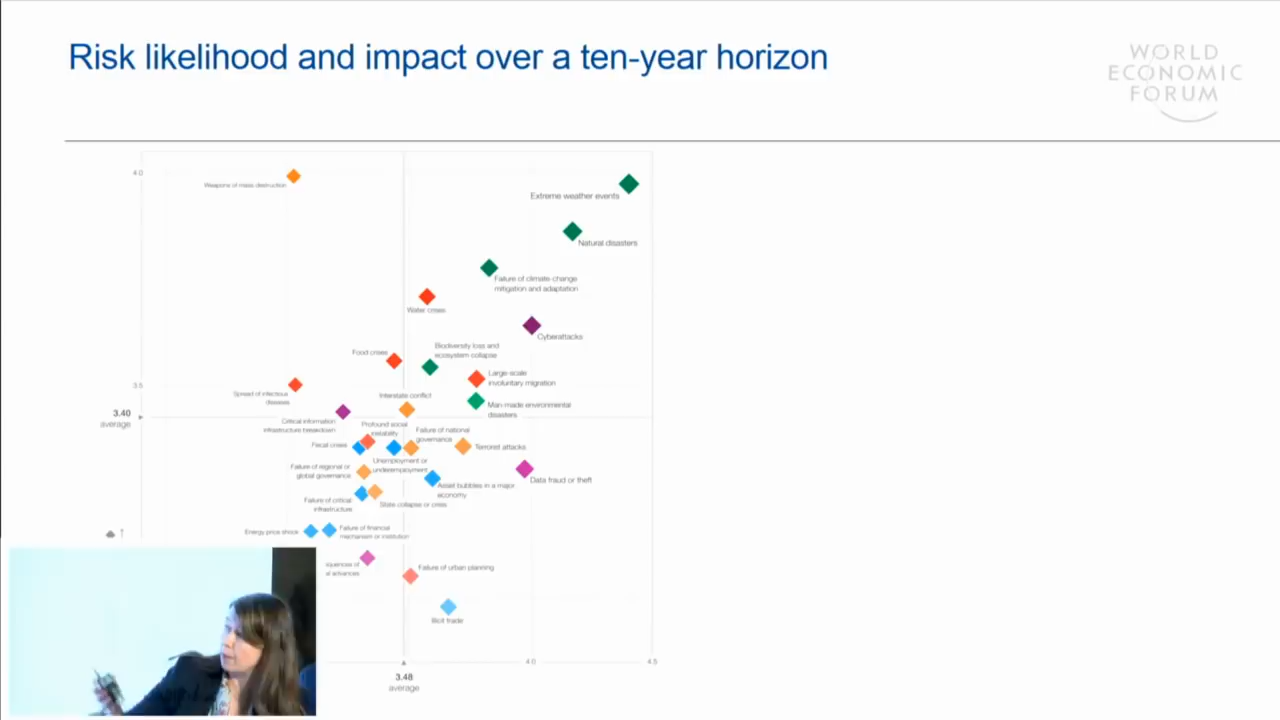 Risk likelihood and impact over a ten-year horizon
WORLD
ECONOMIC
FORUM
4.0
Weapons of mass destruction
Extreme weather events
Natural disasters
Failure of climate-change
mitigation and adaptation
Water crises
Cyberattacks
Biodiversity loss and
ecosystem collapse
Food crises
Large-scale
involuntary migration
3.5
Spread of infectious
diseases
Interstate conflict
Man-made environmental
disasters
3.40
average
Critical information
infrastructure breakdown
Profound social
instability
Failure of national
governance
Fiscal crises
Terrorist attacks
Unemployment or
underemployment
Failure of regional or
global governance
Data fraud or theft
Asset bubbles in a major
economy
Failure of critical
infrastructure
State collapse or crisis
Energy price shock
Failure of financial
mechanism or institution
Failure of urban planning
Illicit trade
4.0
4.5
3.48
average